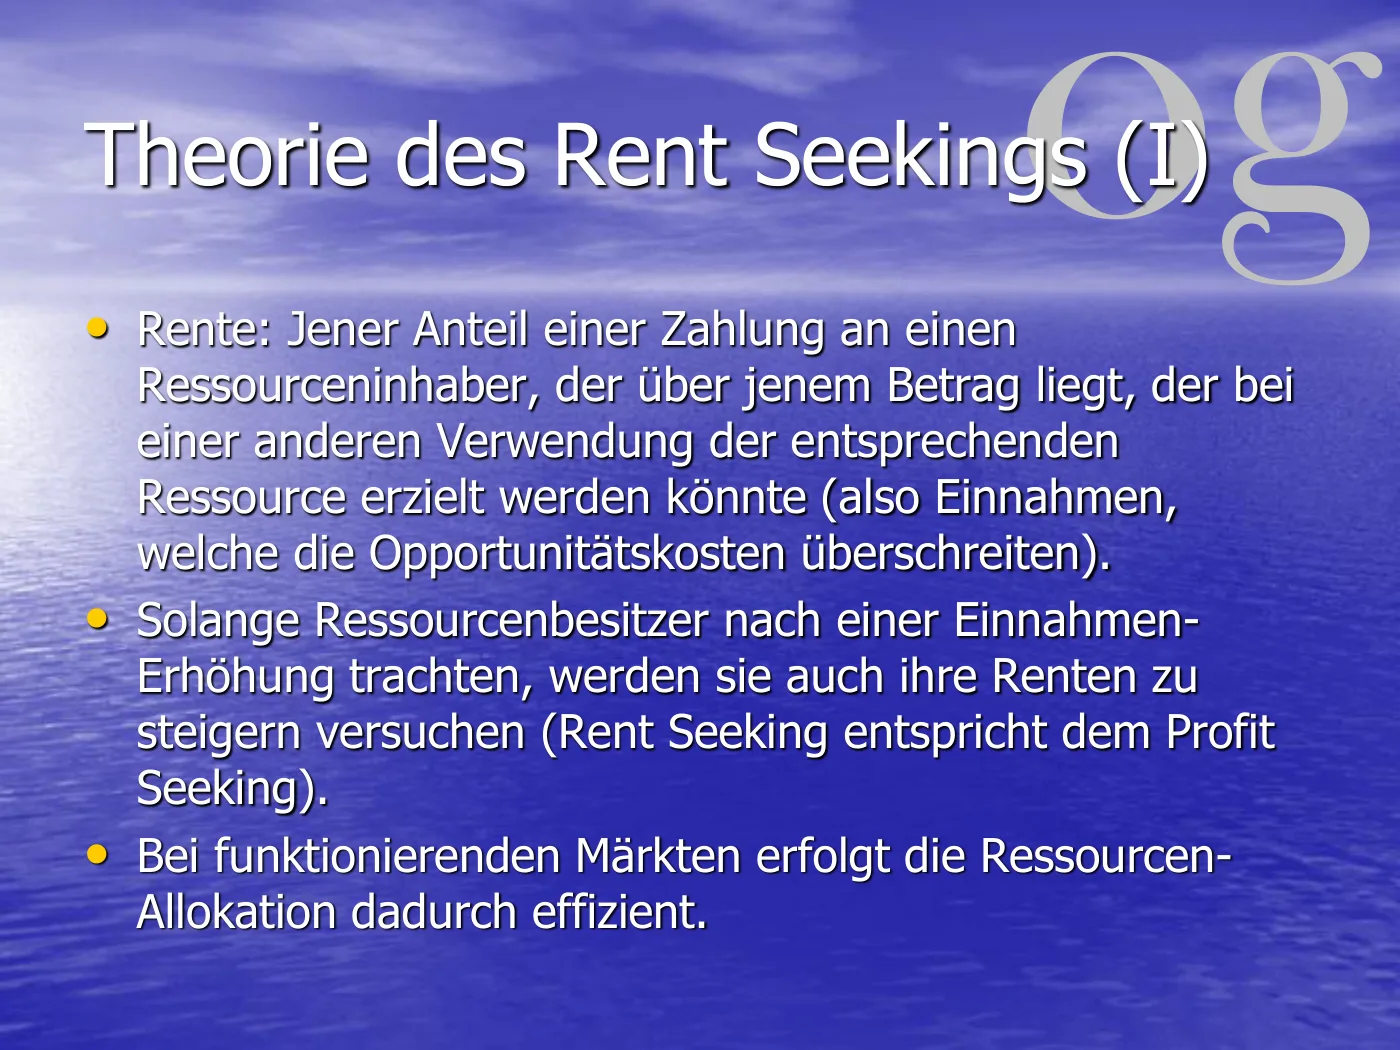 og
Theorie des Rent Seekings (I)
• Rente: Jener Anteil einer Zahlung an einen
Ressourceninhaber, der über jenem Betrag liegt, der bei
einer anderen Verwendung der entsprechenden
Ressource erzielt werden könnte (also Einnahmen,
welche die Opportunitätskosten überschreiten).
• Solange Ressourcenbesitzer nach einer Einnahmen-
Erhöhung trachten, werden sie auch ihre Renten zu
steigern versuchen (Rent Seeking entspricht dem Profit
Seeking).
• Bei funktionierenden Märkten erfolgt die Ressourcen-
Allokation dadurch effizient.